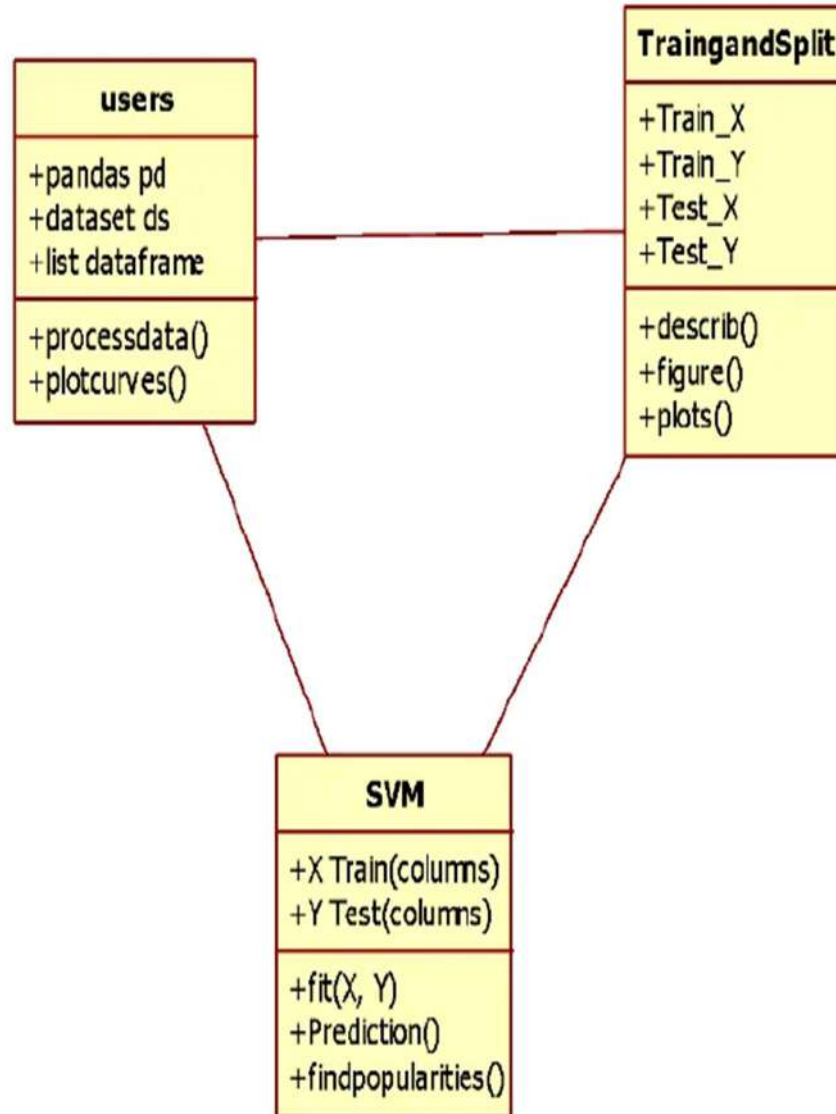 users
+pandas pd
+dataset ds
+list dataframe
+processdata()
+plotcurves()
TraingandSplit
+Train_X
+Train_Y
+Test_X
+Test_Y
+describ()
+figure()
+plots()
SVM
+X Train(columns)
+Y Test(columns)
+fit(X, Y)
+Prediction()
+findpopularities()